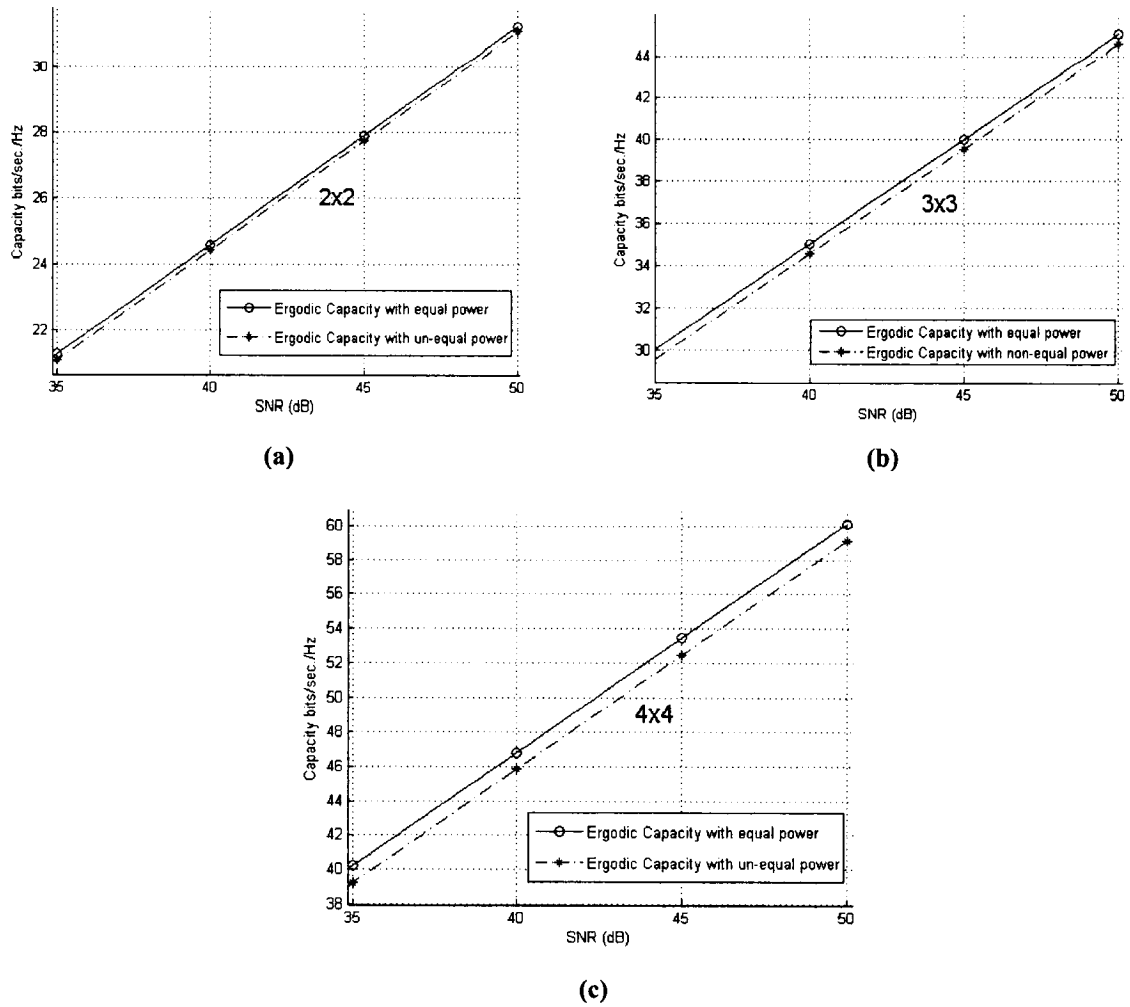 30
28
26
24
22
Capacity bits/sec./Hz
2x2
Ergodic Capacity with equal power
Ergodic Capacity with un-equal power
35
40
45
50
SNR (dB)
(a)
44
42
40
38
36
34
32
30
Capacity bits/sec./Hz
3x3
Ergodic Capacity with equal power
Ergodic Capacity with non-equal power
35
40
45
50
SNR (dB)
(b)
60
58
56
54
52
50
48
46
44
42
40
38
Capacity bits/sec./Hz
4x4
Ergodic Capacity with equal power
Ergodic Capacity with un-equal power
35
40
45
50
SNR (dB)
(c)